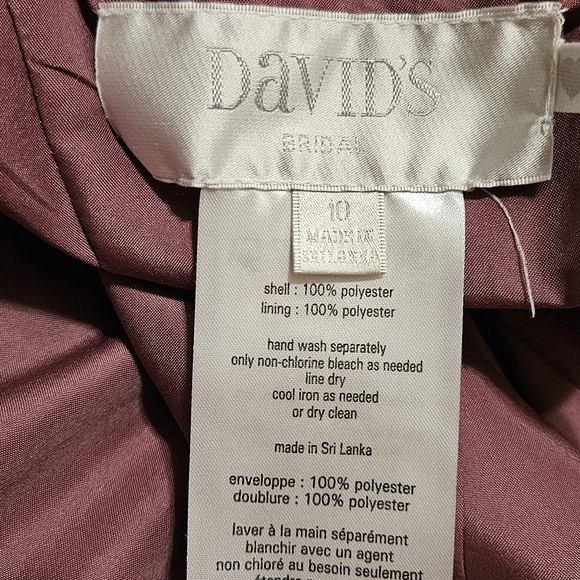 DaVID'S
BRIDAL
10
MADE IN
SRI LANKA
shell : 100% polyester
lining : 100% polyester
hand wash separately
only non-chlorine bleach as needed
line dry
cool iron as needed
or dry clean
made in Sri Lanka
enveloppe : 100% polyester
doublure : 100% polyester
laver à la main séparément
blanchir avec un agent
non chloré au besoin seulement